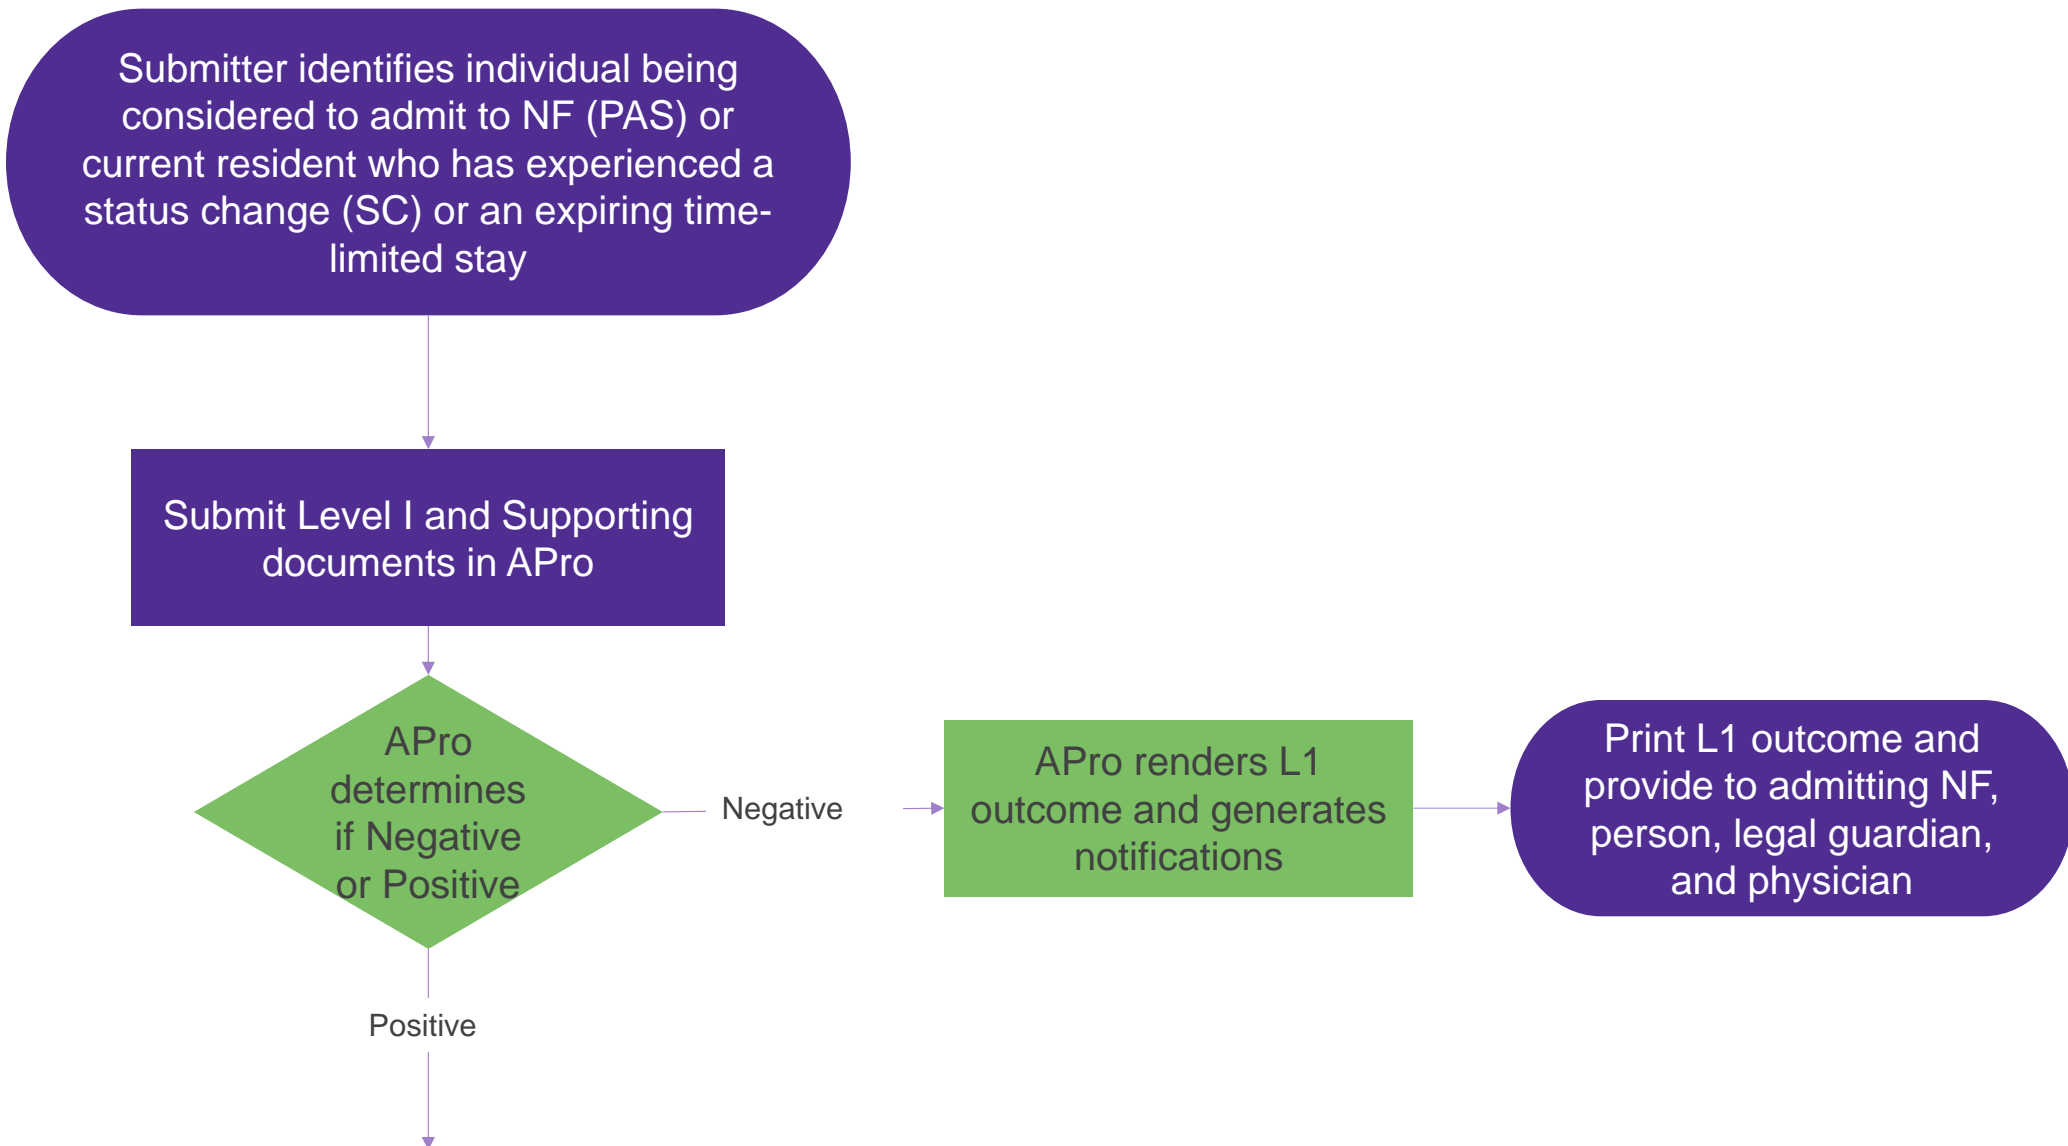 Submitter identifies individual being
considered to admit to NF (PAS) or
current resident who has experienced a
status change (SC) or an expiring time-
limited stay
Submit Level I and Supporting
documents in APro
APro
determines
if Negative
or Positive
Negative
APro renders L1
outcome and generates
notifications
Print L1 outcome and
provide to admitting NF,
person, legal guardian,
and physician
Positive